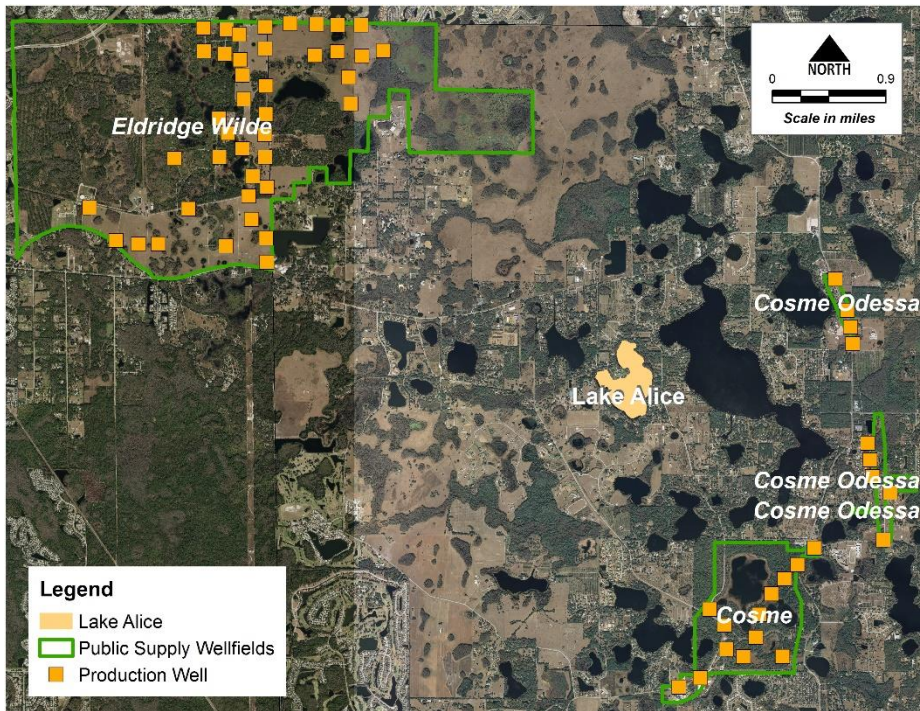 NORTH
0 0.9
Scale in miles
Eldridge Wilde
Cosme Odessa
Lake Alice
Cosme Odessa
Cosme Odessa
Cosme
Legend
Lake Alice
Public Supply Wellfields
Production Well